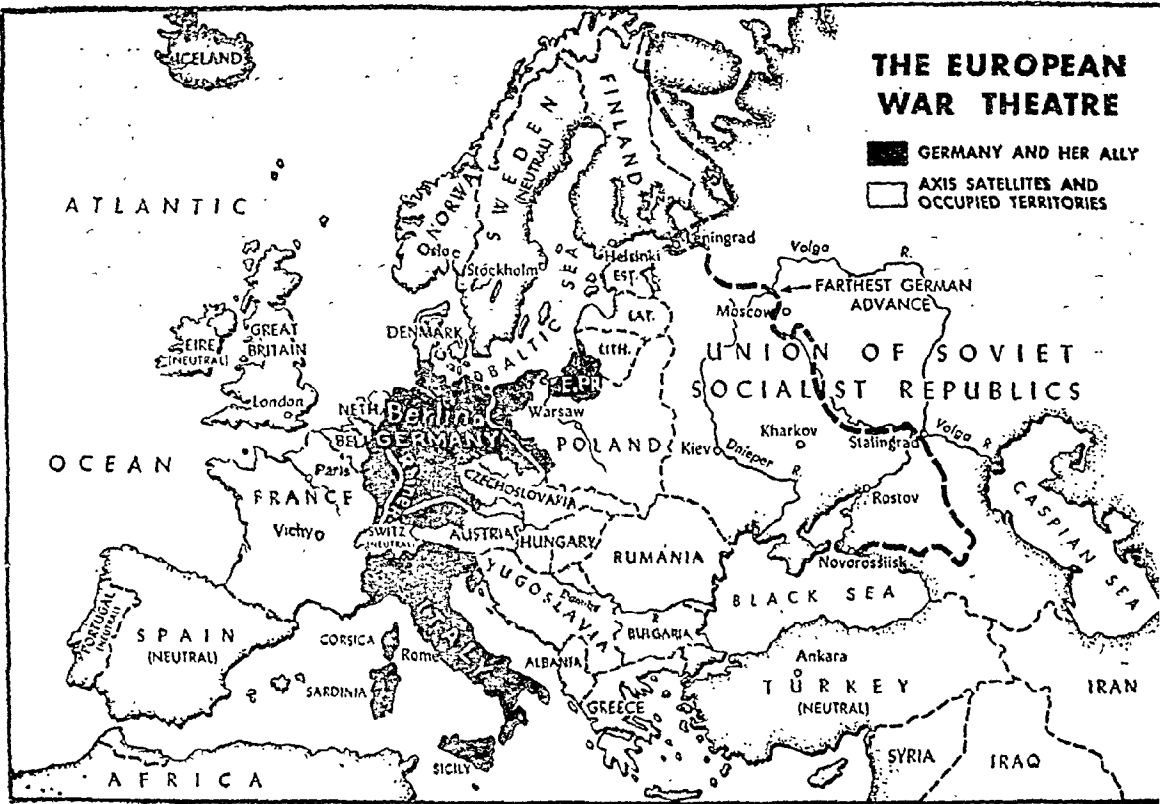 THE EUROPEAN
WAR THEATRE
GERMANY AND HER ALLY
AXIS SATELLITES AND
OCCUPIED TERRITORIES
ICELAND
ATLANTIC
OCEAN
NORWAY
SWEDEN
(NEUTRAL)
FINLAND
Oslo
Stockholm
Helsinki
Leningrad
EST.
LAT.
LITH.
BALTIC SEA
Volga R.
FARTHEST GERMAN
ADVANCE
Moscow
UNION OF SOVIET
SOCIALIST REPUBLICS
EIRE
(NEUTRAL)
GREAT
BRITAIN
London
DENMARK
NETH.
BEL.
Berlin
GERMANY
E.PR.
Warsaw
POLAND
Kiev
Dnieper R.
Kharkov
Stalingrad
Volga R.
Rostov
Novorossiisk
CASPIAN SEA
Paris
FRANCE
Vichy
SWITZ.
(NEUTRAL)
CZECHOSLOVAKIA
AUSTRIA
HUNGARY
RUMANIA
YUGOSLAVIA
Danube
R.
BULGARIA
BLACK SEA
PORTUGAL
(NEUTRAL)
SPAIN
(NEUTRAL)
CORSICA
SARDINIA
Rome
ITALY
ALBANIA
GREECE
SICILY
Ankara
TURKEY
(NEUTRAL)
SYRIA
IRAQ
IRAN
AFRICA